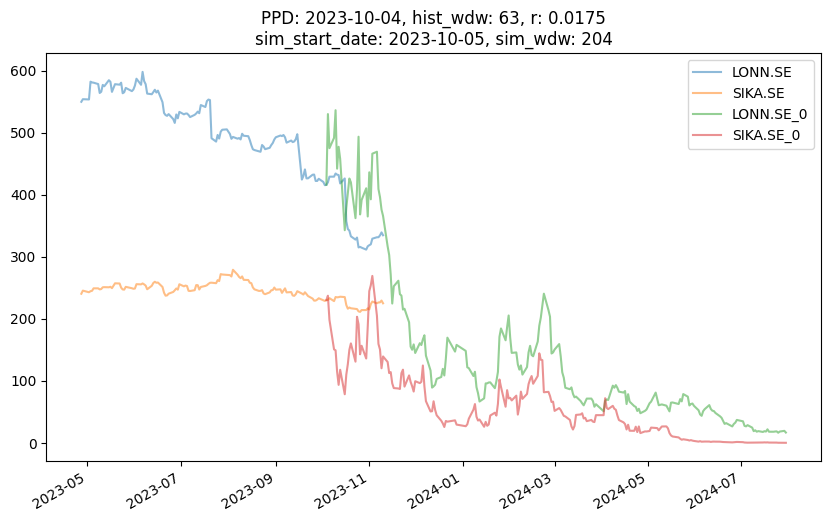 PPD: 2023-10-04, hist_wdw: 63, r: 0.0175
sim_start_date: 2023-10-05, sim_wdw: 204
LONN.SE
SIKA.SE
LONN.SE_0
SIKA.SE_0
600
500
400
300
200
100
0
2023-05
2023-07
2023-09
2023-11
2024-01
2024-03
2024-05
2024-07